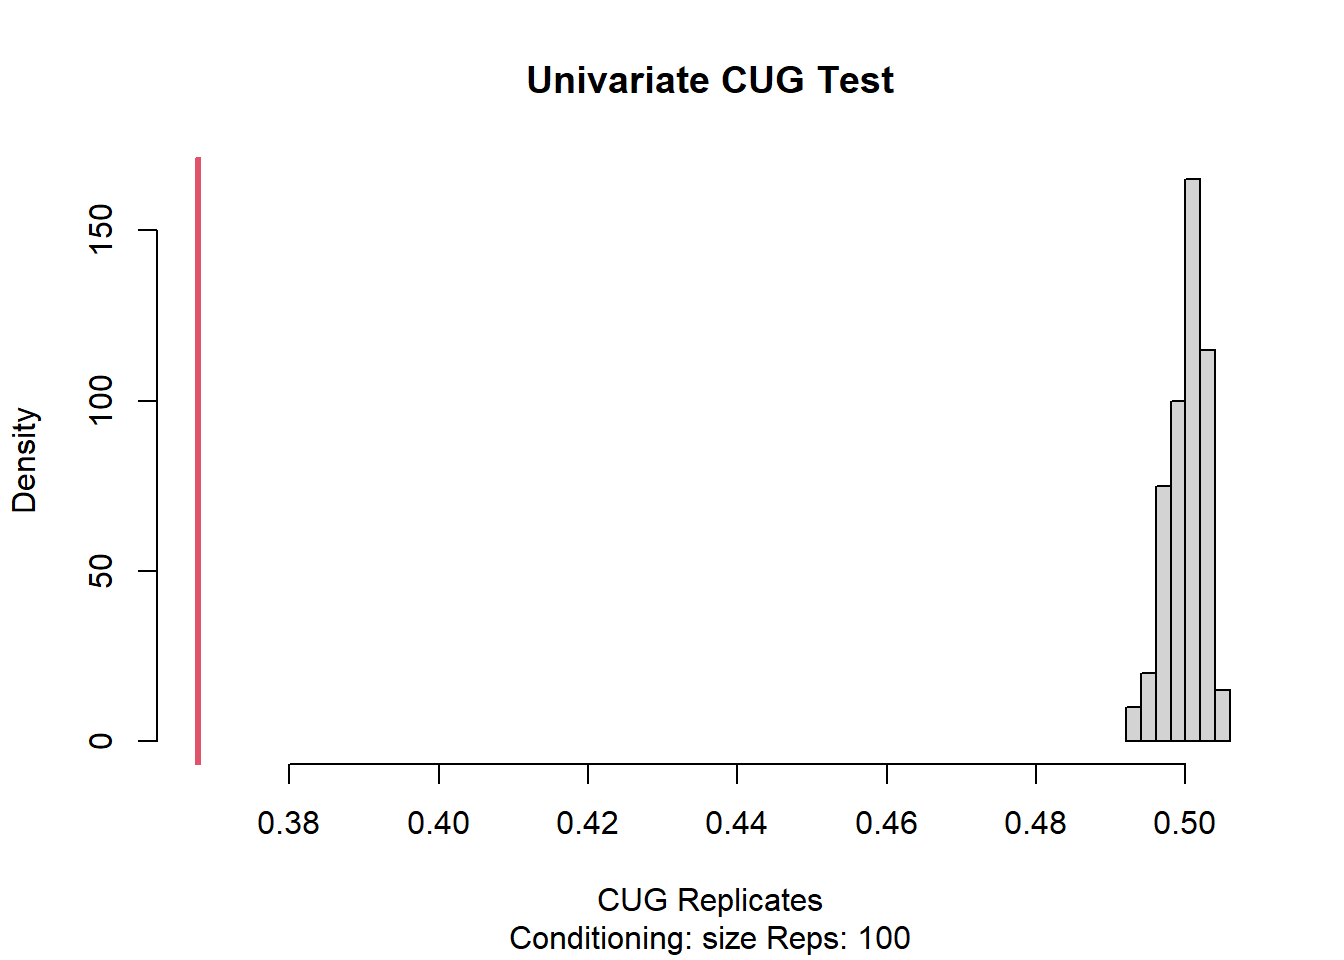 Univariate CUG Test
Density
150
100
50
0
0.38 0.40 0.42 0.44 0.46 0.48 0.50
CUG Replicates
Conditioning: size Reps: 100